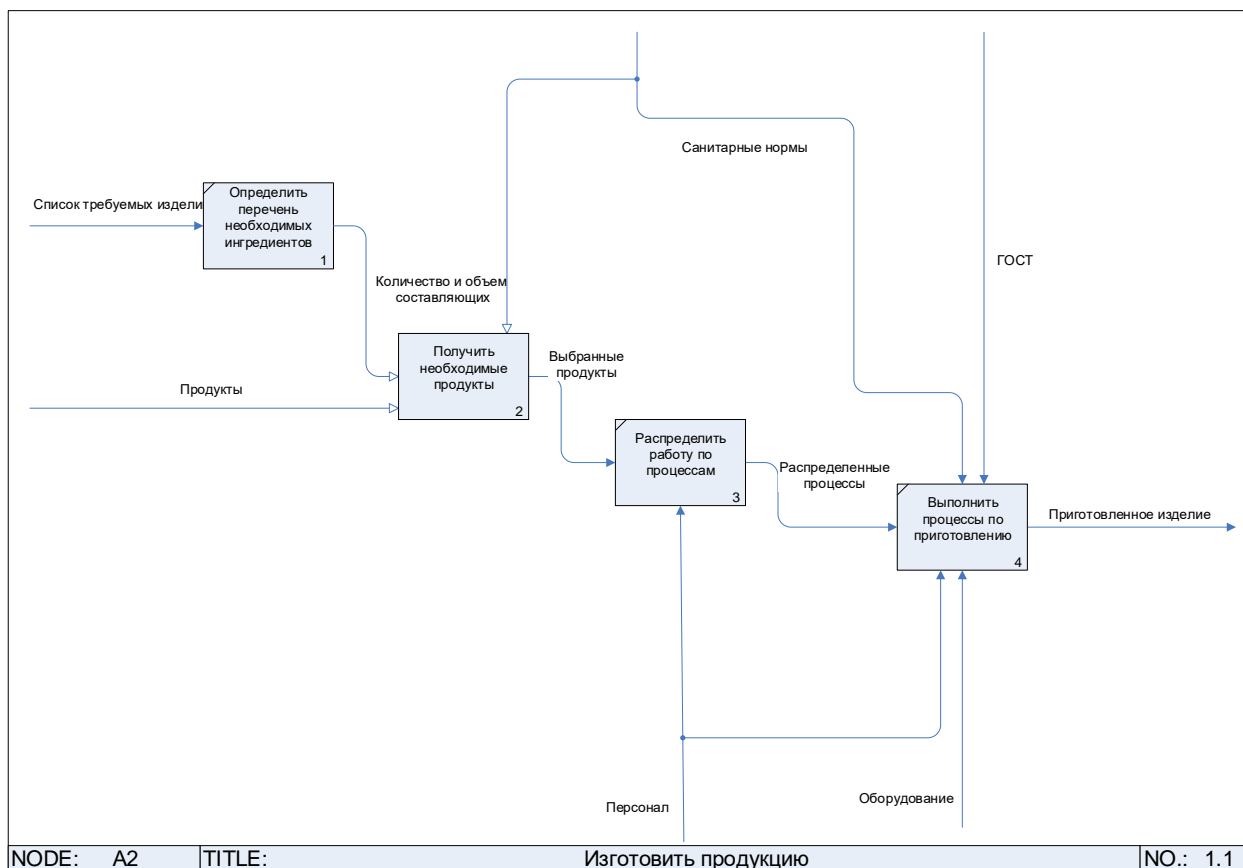 Санитарные нормы
Список требуемых издели
Определить
перечень
необходимых
ингредиентов
1
ГОСТ
Количество и объем
составляющих
Получить
необходимые
продукты
2
Выбранные
продукты
Продукты
Распределить
работу по
процессам
3
Распределенные
процессы
Выполнить
процессы по
приготовлению
4
Приготовленное изделие
Персонал
Оборудование
NODE: A2 TITLE: Изготовить продукцию NO.: 1.1